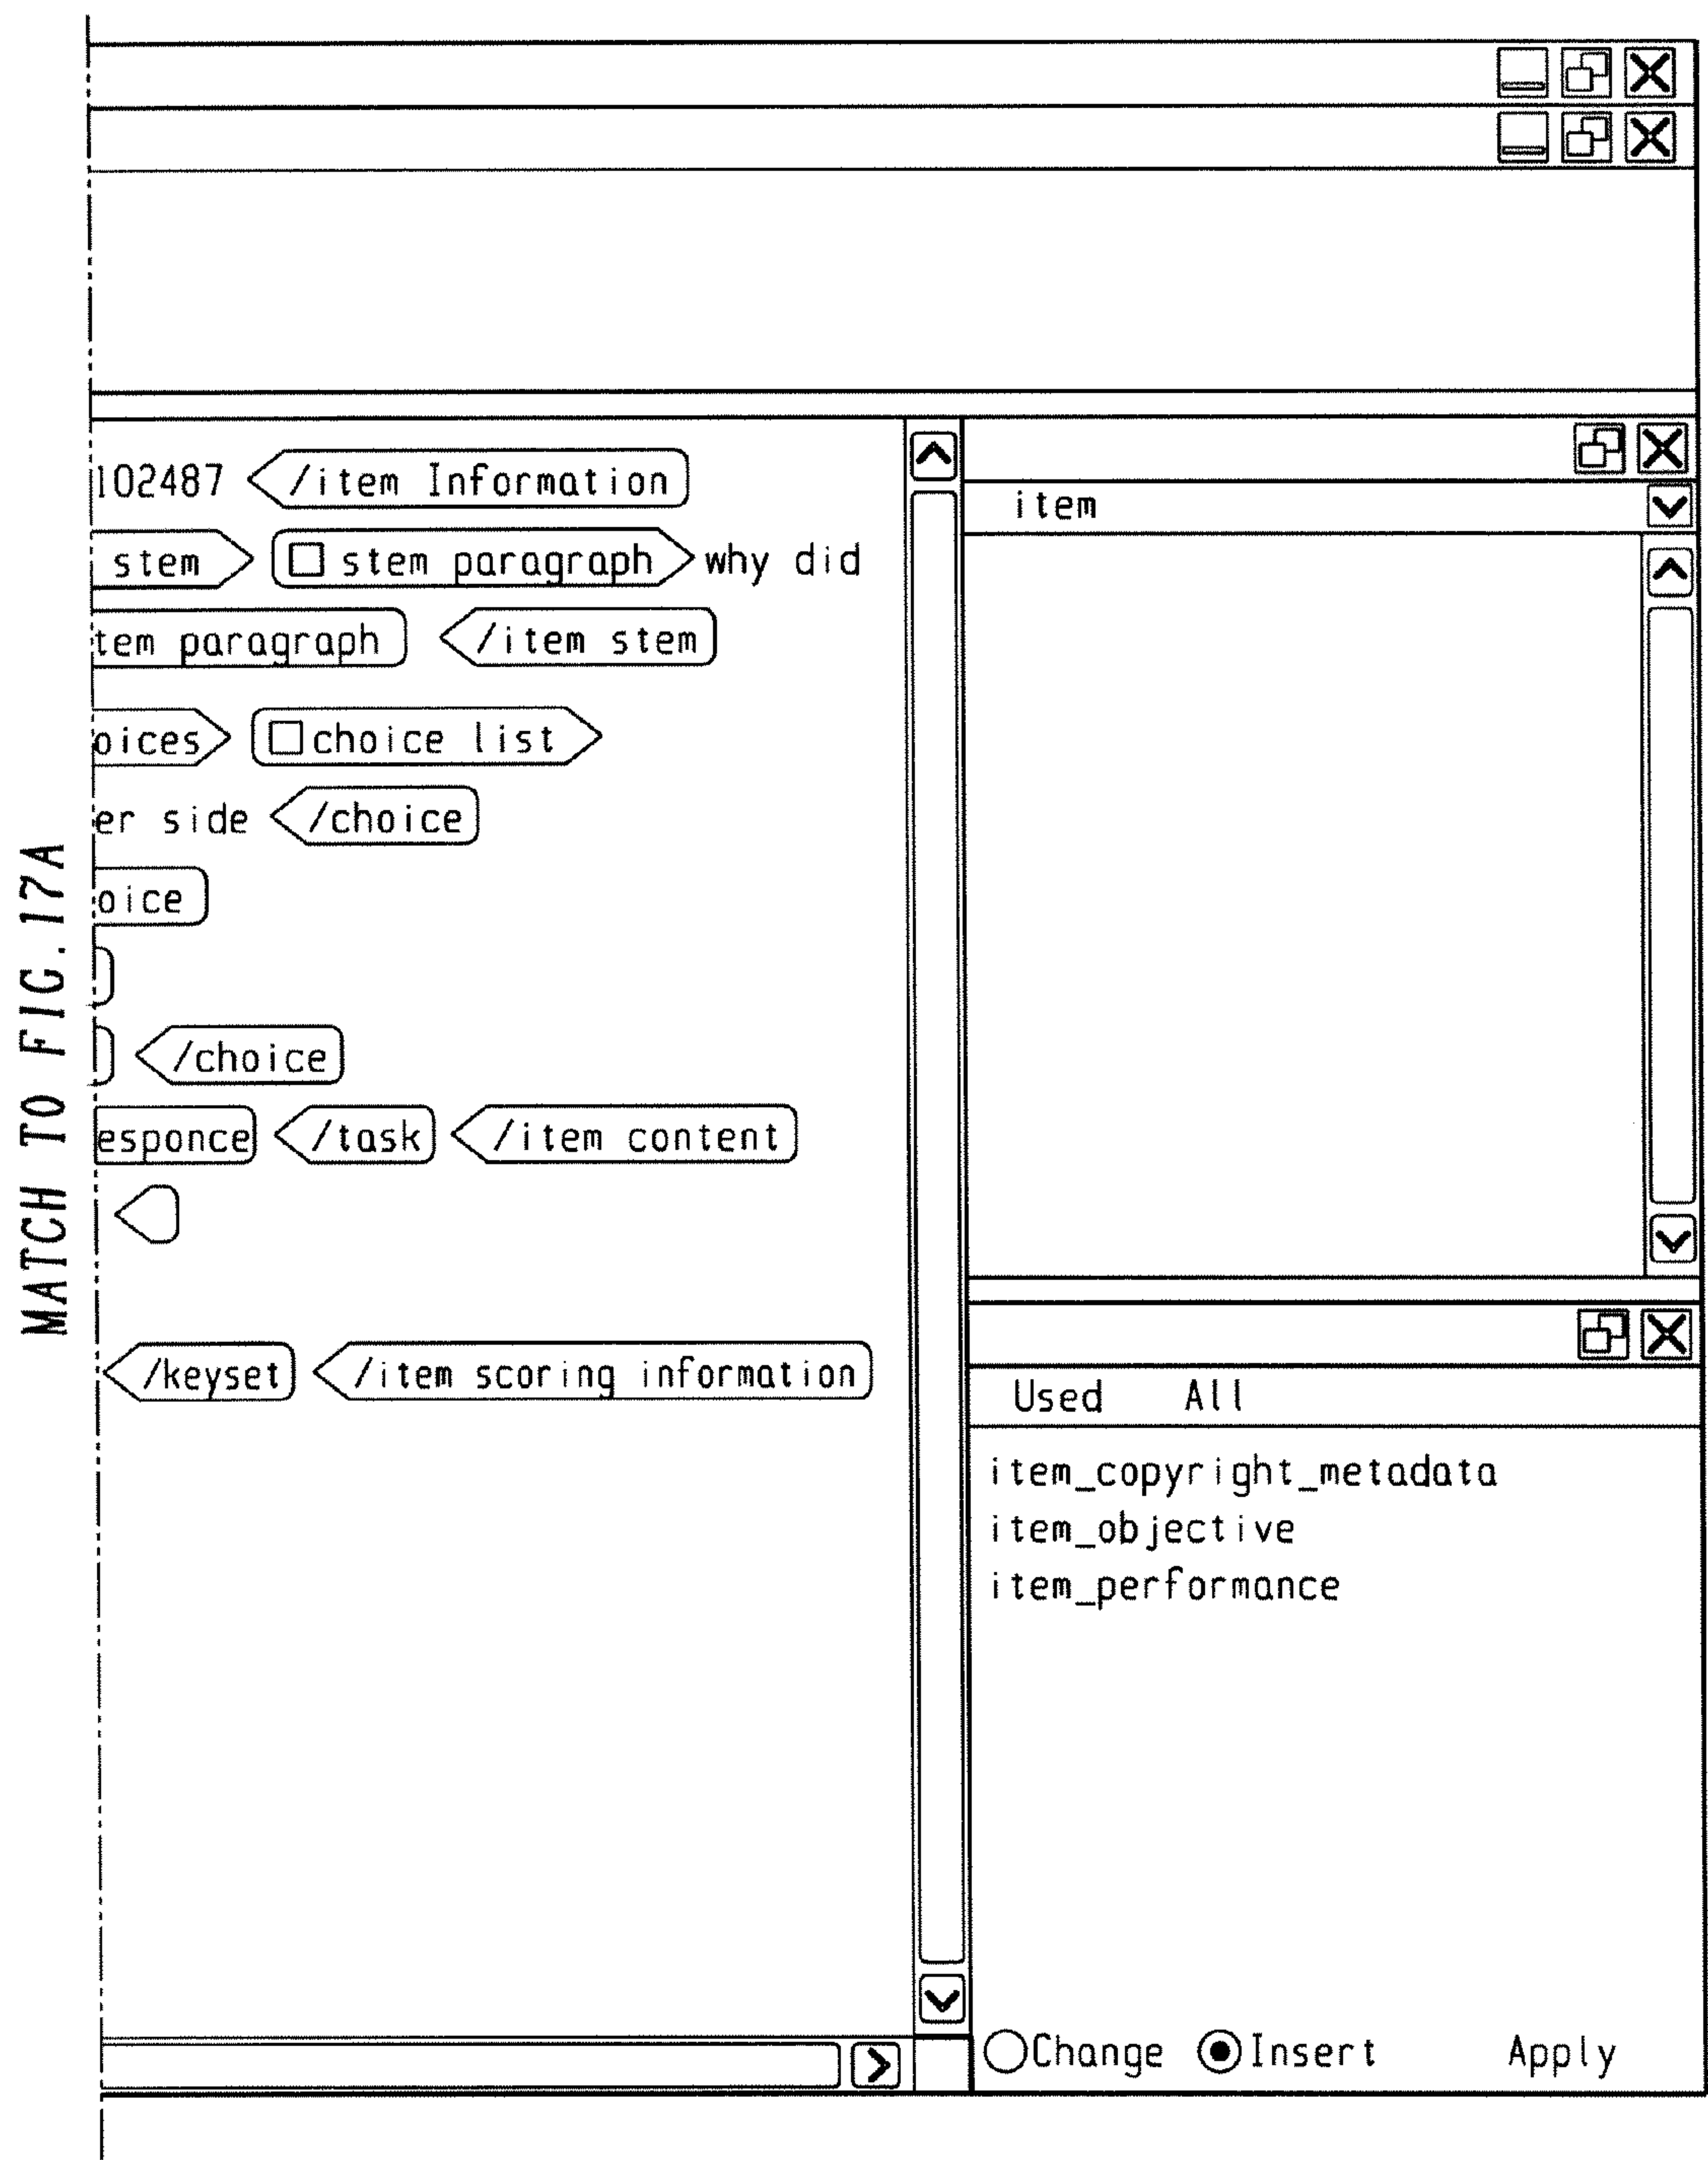 MATCH TO FIG.17A
102487 /item Information
stem stem paragraph why did
tem paragraph /item stem
oices choice list
er side /choice
oice
/choice
esponce /task /item content
/keyset /item scoring information
item
Used All
item_copyright_metadata
item_objective
item_performance
Change Insert Apply